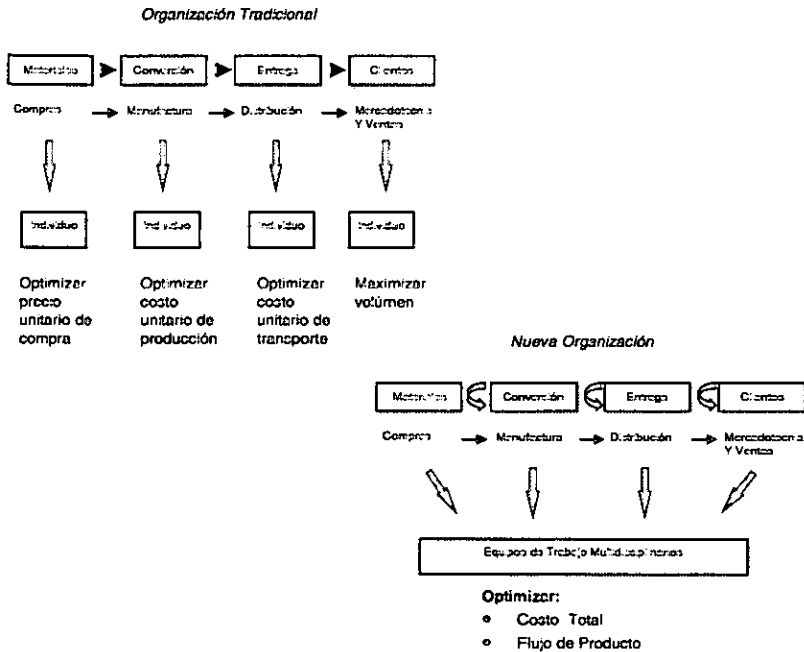 Organización Tradicional
Materiales Conversión Entrega Clientes
Compras Manufactura Distribución Mercadotecnia
Y Ventas
Individuo Individuo Individuo Individuo
Optimizar Optimizar Optimizar Maximizar
precio costo costo volúmen
unitario de unitario de unitario de
compra producción transporte
Nueva Organización
Materiales Conversión Entrega Clientes
Compras Manufactura Distribución Mercadotecnia
Y Ventas
Equipos de Trabajo Multidisciplinarios
Optimizar:
Costo Total
Flujo de Producto